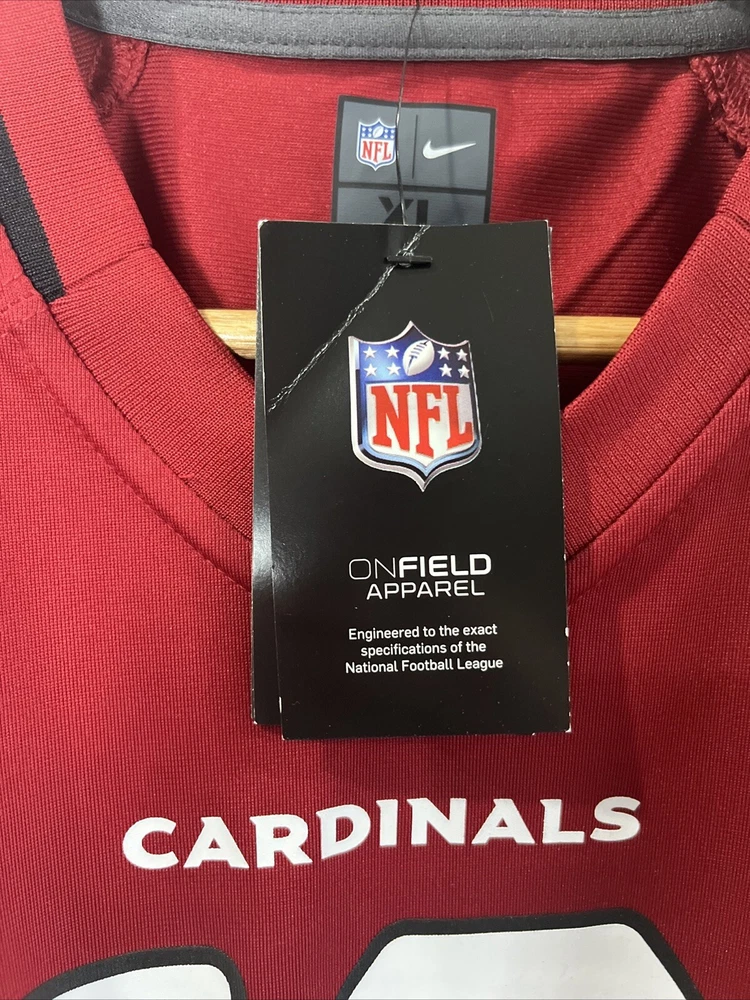 NFL
XL
NFL
ONFIELD
APPAREL
Engineered to the exact
specifications of the
National Football League
CARDINALS